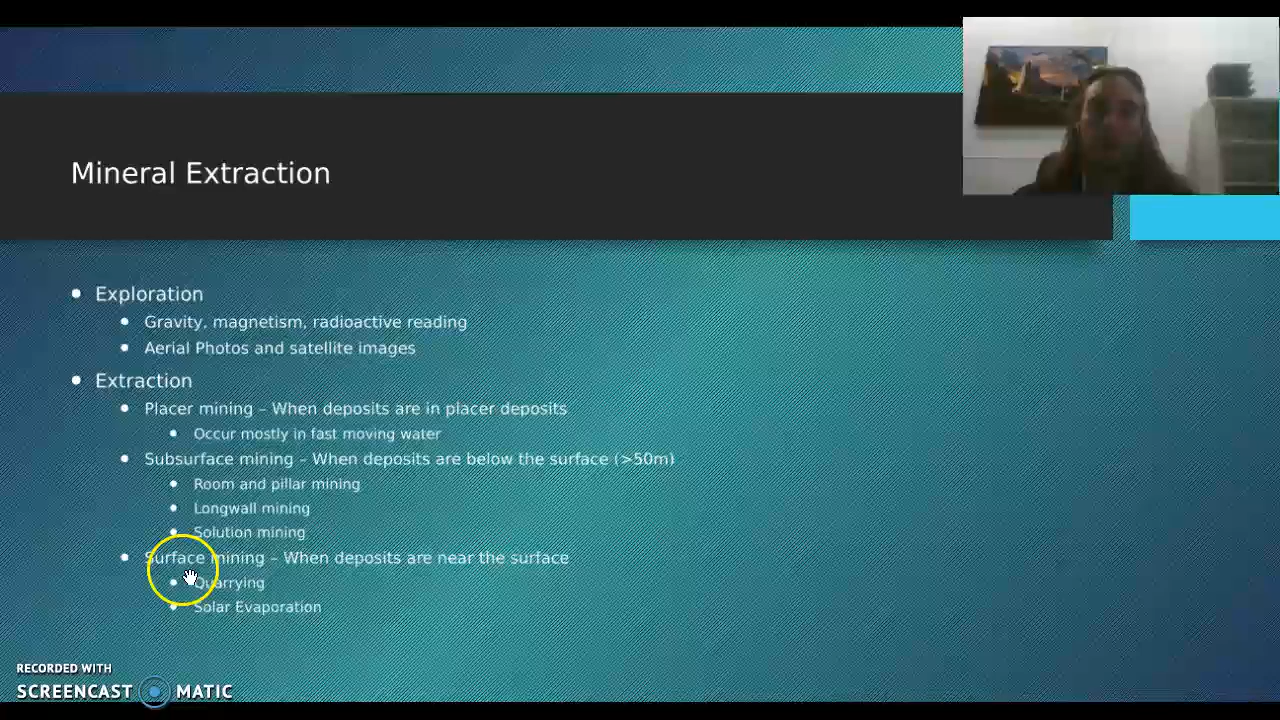 Mineral Extraction
Exploration
Gravity, magnetism, radioactive reading
Aerial Photos and satellite images
Extraction
Placer mining – When deposits are in placer deposits
Occur mostly in fast moving water
Subsurface mining – When deposits are below the surface (>50m)
Room and pillar mining
Longwall mining
Solution mining
Surface mining – When deposits are near the surface
Quarrying
Solar Evaporation
RECORDED WITH
SCREENCAST MATIC